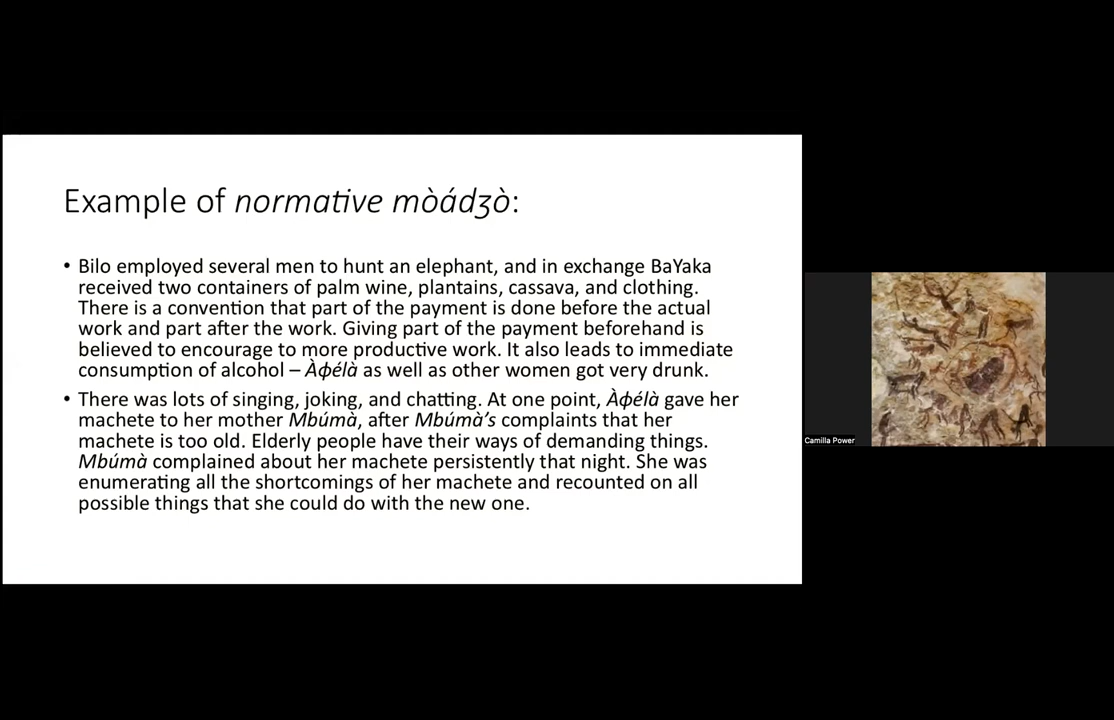 Example of normative mòádʒò:
• Bilo employed several men to hunt an elephant, and in exchange BaYaka
received two containers of palm wine, plantains, cassava, and clothing.
There is a convention that part of the payment is done before the actual
work and part after the work. Giving part of the payment beforehand is
believed to encourage to more productive work. It also leads to immediate
consumption of alcohol – Àɸélà as well as other women got very drunk.
• There was lots of singing, joking, and chatting. At one point, Àɸélà gave her
machete to her mother Mbúmà, after Mbúmà’s complaints that her
machete is too old. Elderly people have their ways of demanding things.
Mbúmà complained about her machete persistently that night. She was
enumerating all the shortcomings of her machete and recounted on all
possible things that she could do with the new one.
Camilla Power